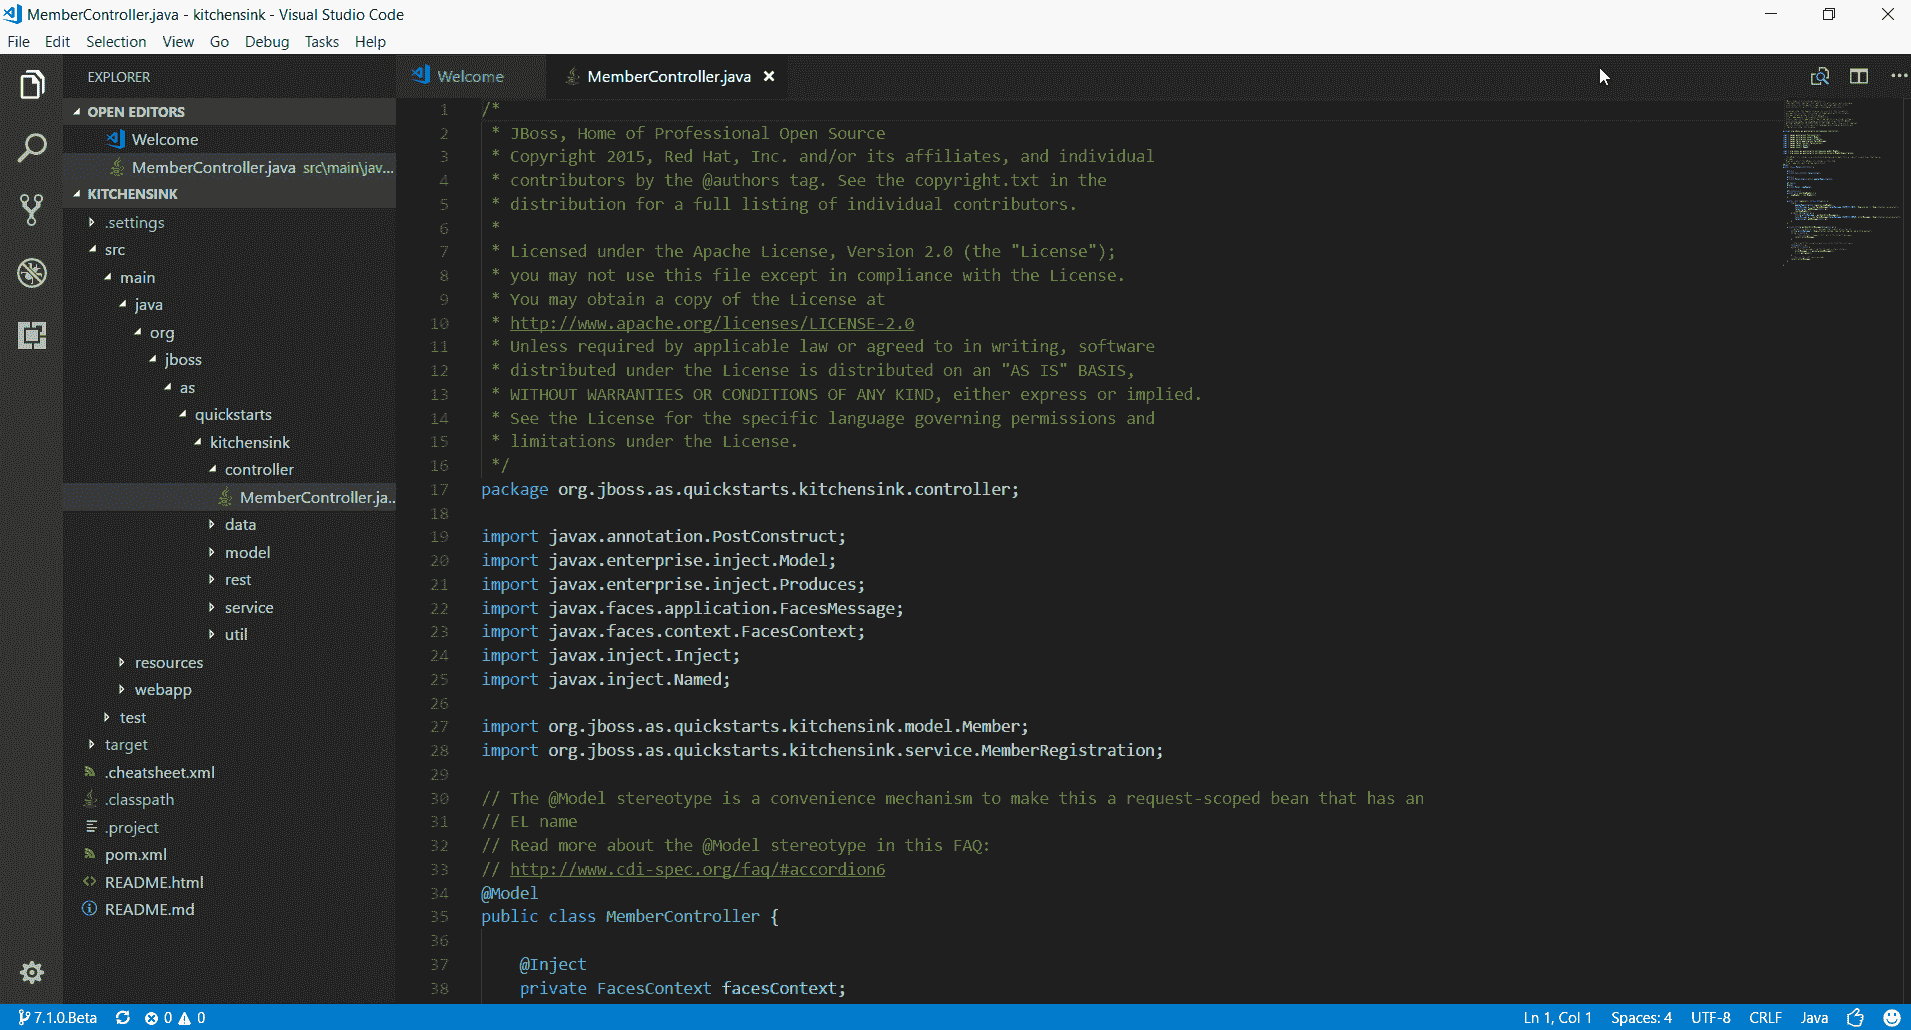 MemberController.java - kitchensink - Visual Studio Code
File Edit Selection View Go Debug Tasks Help
EXPLORER
OPEN EDITORS
Welcome
MemberController.java src\main\jav...
KITCHENSINK
.settings
src
main
java
org
jboss
as
quickstarts
kitchensink
controller
MemberController.ja..
data
model
rest
service
util
resources
webapp
test
target
.cheatsheet.xml
.classpath
.project
pom.xml
README.html
README.md
Welcome MemberController.java
1 /*
2 * JBoss, Home of Professional Open Source
3 * Copyright 2015, Red Hat, Inc. and/or its affiliates, and individual
4 * contributors by the @authors tag. See the copyright.txt in the
5 * distribution for a full listing of individual contributors.
6 *
7 * Licensed under the Apache License, Version 2.0 (the "License");
8 * you may not use this file except in compliance with the License.
9 * You may obtain a copy of the License at
10 * http://www.apache.org/licenses/LICENSE-2.0
11 * Unless required by applicable law or agreed to in writing, software
12 * distributed under the License is distributed on an "AS IS" BASIS,
13 * WITHOUT WARRANTIES OR CONDITIONS OF ANY KIND, either express or implied.
14 * See the License for the specific language governing permissions and
15 * limitations under the License.
16 */
17 package org.jboss.as.quickstarts.kitchensink.controller;
18
19 import javax.annotation.PostConstruct;
20 import javax.enterprise.inject.Model;
21 import javax.enterprise.inject.Produces;
22 import javax.faces.application.FacesMessage;
23 import javax.faces.context.FacesContext;
24 import javax.inject.Inject;
25 import javax.inject.Named;
26
27 import org.jboss.as.quickstarts.kitchensink.model.Member;
28 import org.jboss.as.quickstarts.kitchensink.service.MemberRegistration;
29
30 // The @Model stereotype is a convenience mechanism to make this a request-scoped bean that has an
31 // EL name
32 // Read more about the @Model stereotype in this FAQ:
33 // http://www.cdi-spec.org/faq/#accordion6
34 @Model
35 public class MemberController {
36
37 @Inject
38 private FacesContext facesContext;
7.1.0.Beta 0 0 Ln 1, Col 1 Spaces: 4 UTF-8 CRLF Java